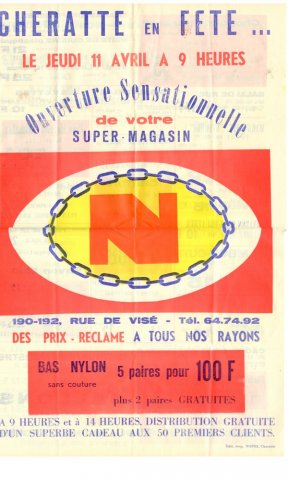 CHERATTE EN FETE ...
LE JEUDI 11 AVRIL A 9 HEURES
Ouverture Sensationnelle
de votre
SUPER-MAGASIN
N
190-192, RUE DE VISÉ - Tél. 64.74.92
DES PRIX-RECLAME A TOUS NOS RAYONS
BAS NYLON 5 paires pour 100 F
sans couture
plus 2 paires GRATUITES
A 9 HEURES et à 14 HEURES, DISTRIBUTION GRATUITE
D'UN SUPERBE CADEAU AUX 50 PREMIERS CLIENTS.